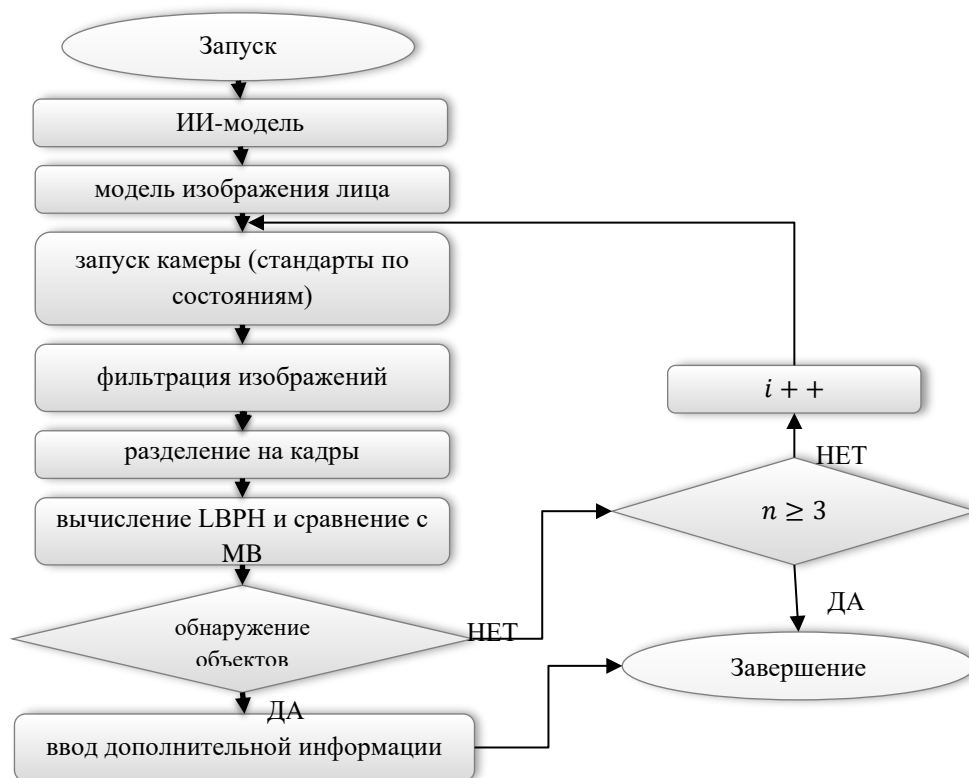 Запуск
ИИ-модель
модель изображения лица
запуск камеры (стандарты по
состояниям)
фильтрация изображений
разделение на кадры
вычисление LBPH и сравнение с
МВ
обнаружение
объектов
НЕТ
ДА
ввод дополнительной информации
i + +
НЕТ
n ≥ 3
ДА
Завершение